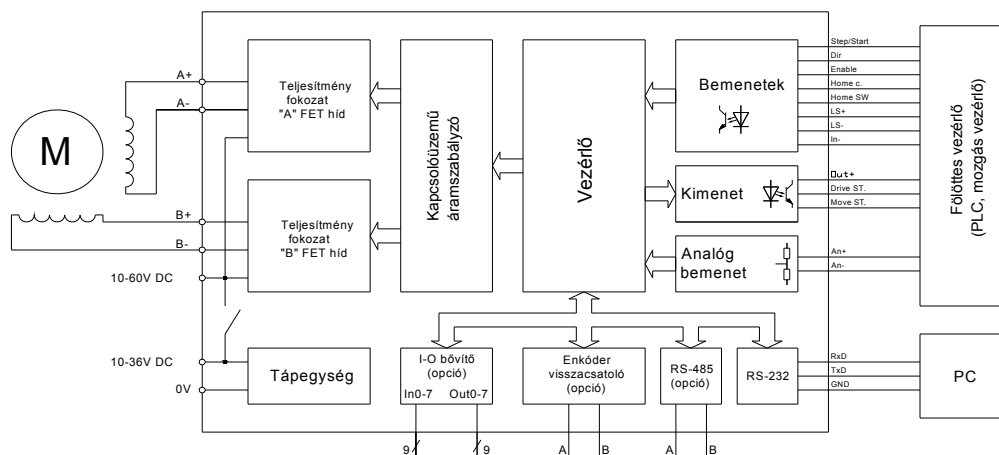 A+
A-
M
B+
B-
10-60V DC
10-36V DC
0V
Teljesítmény
fokozat
"A" FET híd
Teljesítmény
fokozat
"B" FET híd
Tápegység
Kapcsolóüzemű
áramszabályzó
Vezérlő
Bemenetek
Kimenet
Analóg
bemenet
I-O bővítő
(opció)
In0-7 Out0-7
Enkóder
visszacsatoló
(opció)
RS-485
(opció)
RS-232
9
9
A
B
A
B
Step/Start
Dir
Enable
Home c.
Home SW
LS+
LS-
In-
Out+
Drive ST.
Move ST.
An+
An-
RxD
TxD
GND
Fölöttes vezérlő
(PLC, mozgás vezérlő)
PC